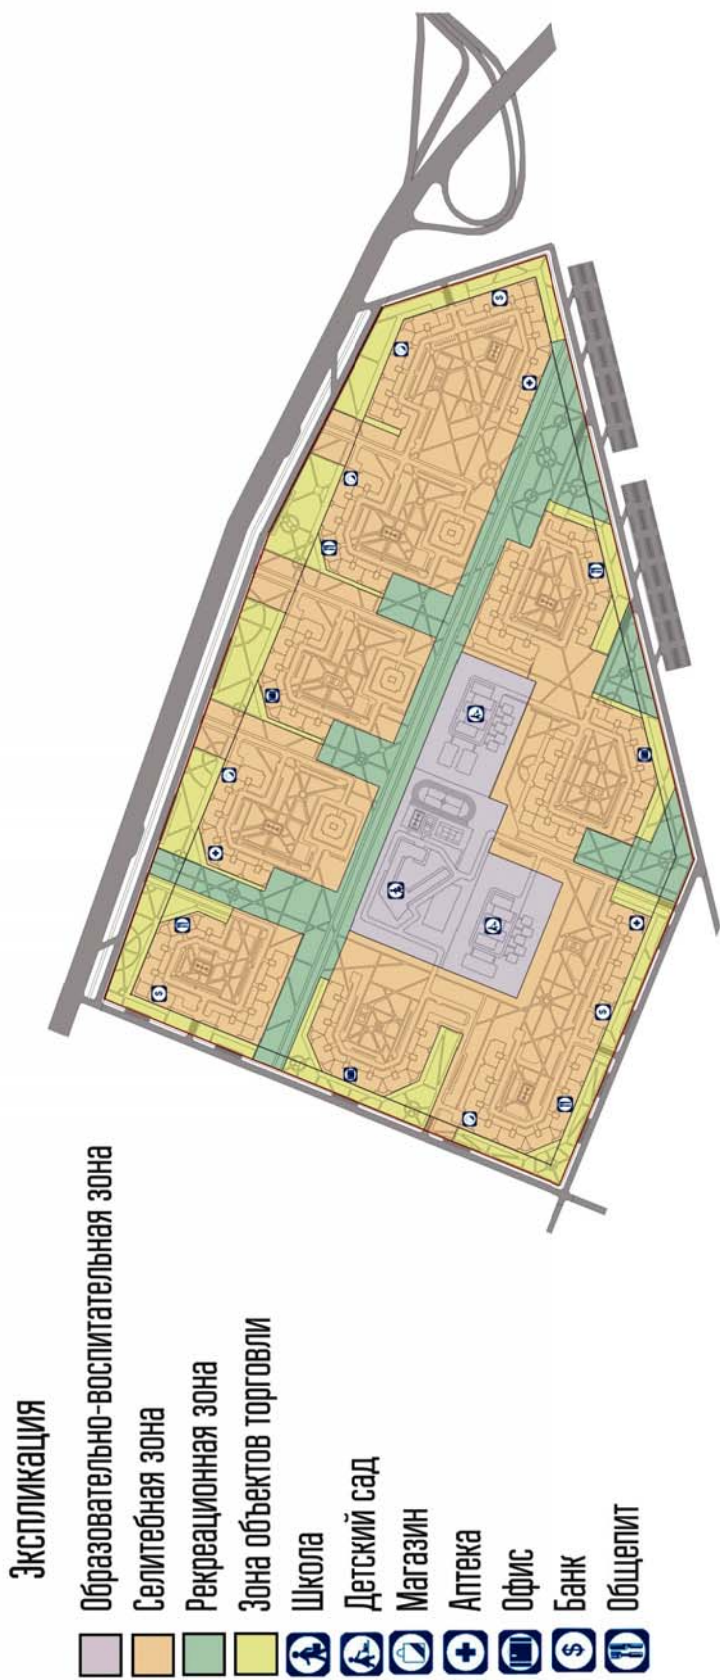 Экспликация
Образовательно-воспитательная зона
Селитебная зона
Рекреационная зона
Зона объектов торговли
Школа
Детский сад
Магазин
Аптека
Офис
Банк
Общепит